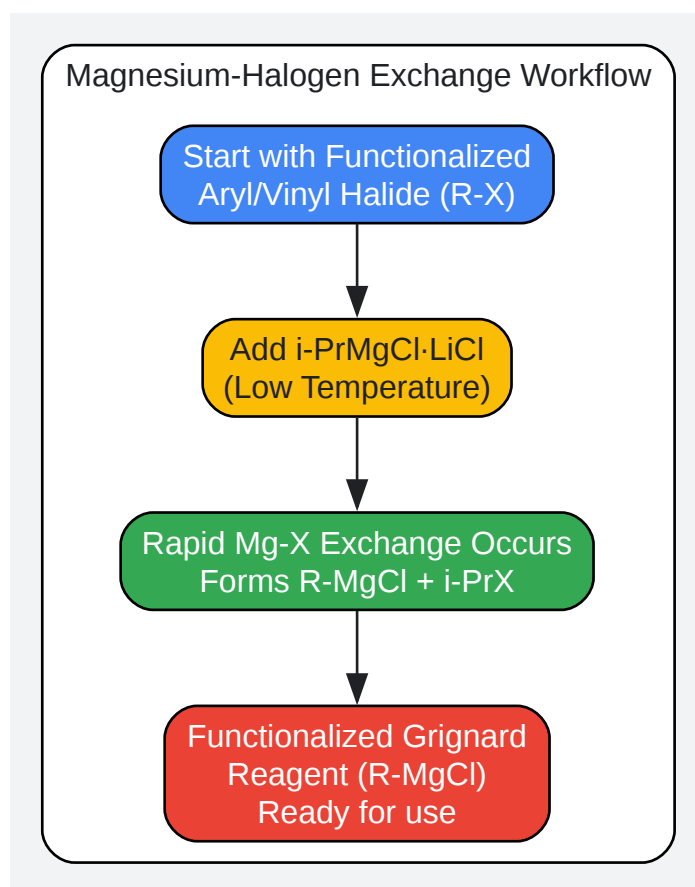 Magnesium-Halogen Exchange Workflow
Start with Functionalized
Aryl/Vinyl Halide (R-X)
Add i-PrMgCl·LiCl
(Low Temperature)
Rapid Mg-X Exchange Occurs
Forms R-MgCl + i-PrX
Functionalized Grignard
Reagent (R-MgCl)
Ready for use